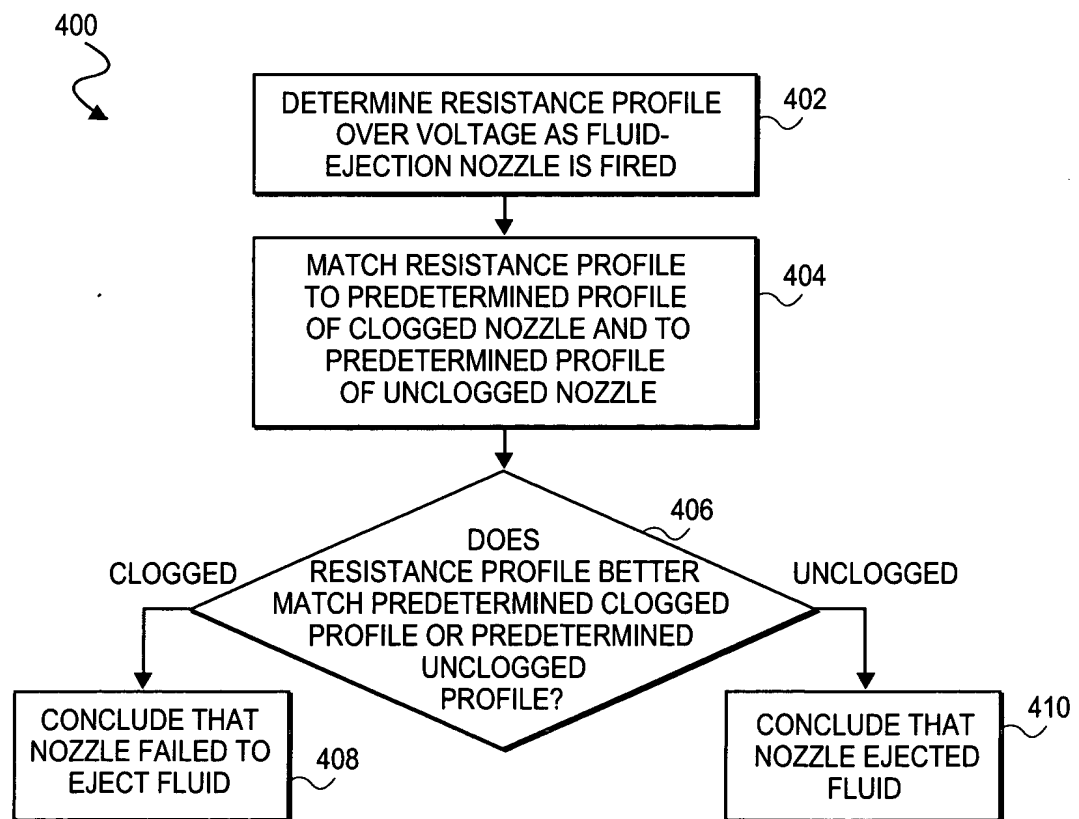 400
DETERMINE RESISTANCE PROFILE
OVER VOLTAGE AS FLUID-
EJECTION NOZZLE IS FIRED
402
MATCH RESISTANCE PROFILE
TO PREDETERMINED PROFILE
OF CLOGGED NOZZLE AND TO
PREDETERMINED PROFILE
OF UNCLOGGED NOZZLE
404
406
DOES
RESISTANCE PROFILE BETTER
MATCH PREDETERMINED CLOGGED
PROFILE OR PREDETERMINED
UNCLOGGED
PROFILE?
CLOGGED
UNCLOGGED
CONCLUDE THAT
NOZZLE FAILED TO
EJECT FLUID
408
CONCLUDE THAT
NOZZLE EJECTED
FLUID
410